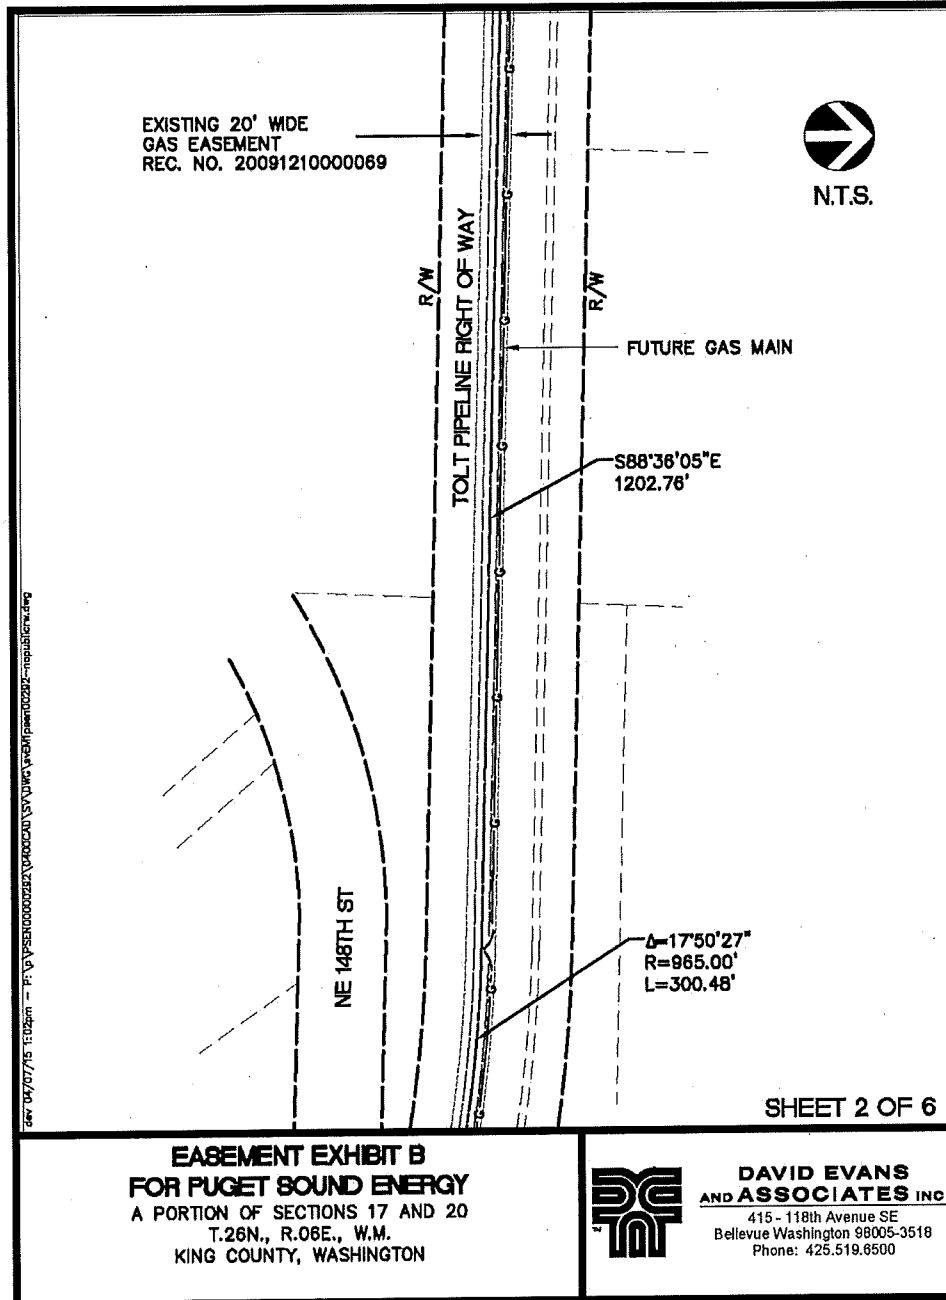 EXISTING 20' WIDE
GAS EASEMENT
REC. NO. 20091210000069
N.T.S.
R/W
TOLT PIPELINE RIGHT OF WAY
R/W
FUTURE GAS MAIN
S88°36'05"E
1202.76'
NE 148TH ST
Δ=17°50'27"
R=965.00'
L=300.48'
G
G
G
G
G
G
G
G
G
SHEET 2 OF 6
EASEMENT EXHIBIT B
FOR PUGET SOUND ENERGY
A PORTION OF SECTIONS 17 AND 20
T.26N., R.06E., W.M.
KING COUNTY, WASHINGTON
DAVID EVANS
AND ASSOCIATES INC
415 - 118th Avenue SE
Bellevue Washington 98005-3518
Phone: 425.519.6500